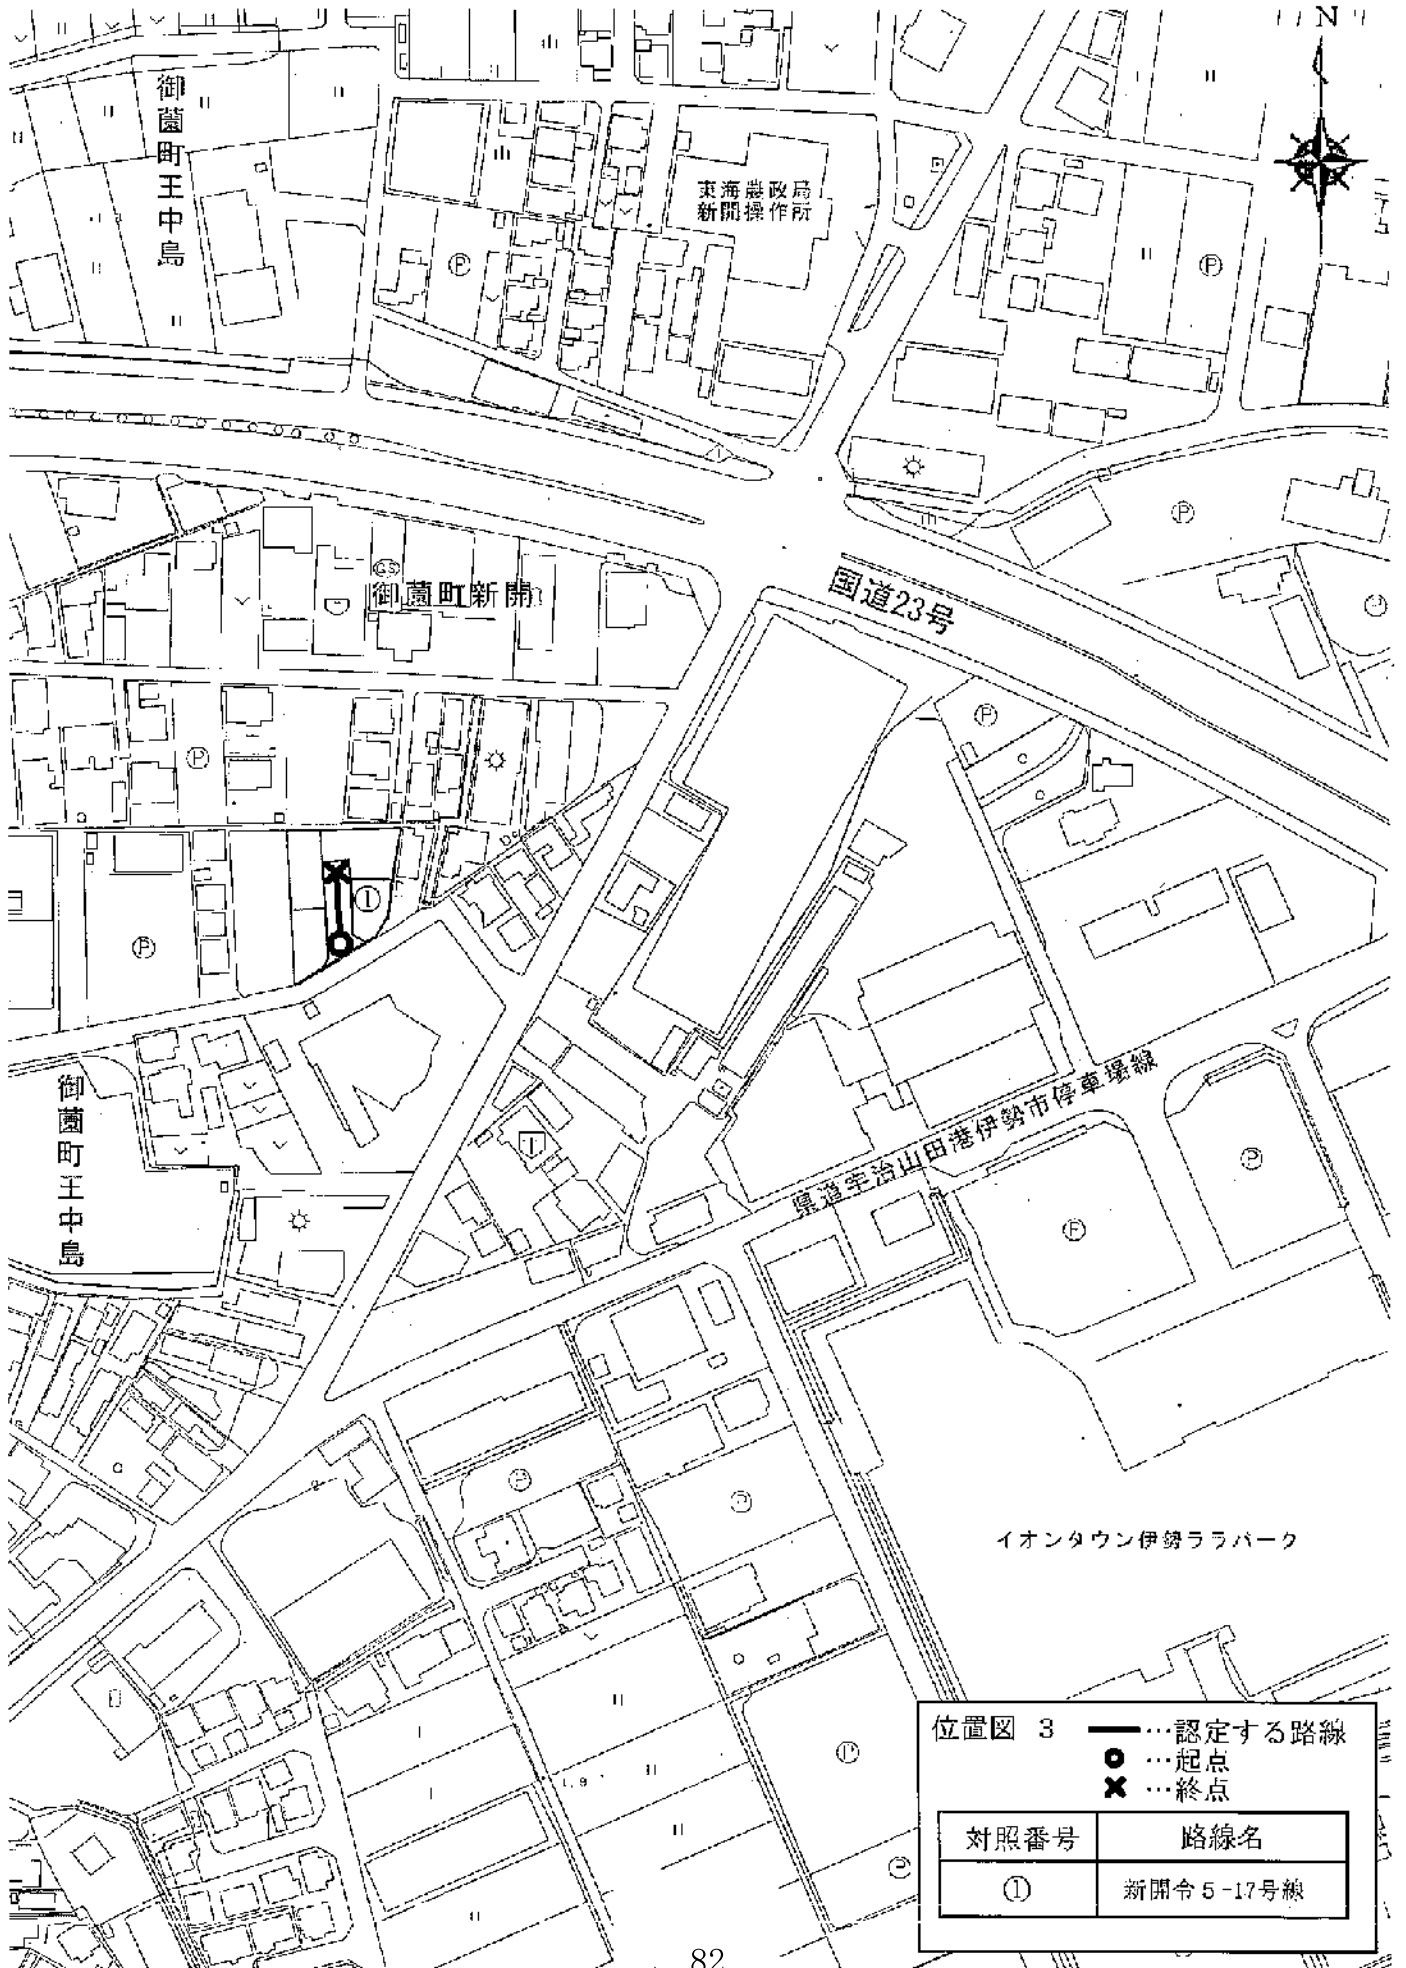 N
御薗町王中島
東海農政局
新開操作所
Ⓟ
Ⓟ
Ⓟ
国道23号
GS
御薗町新開
Ⓟ
Ⓟ
①
Ⓟ
御薗町王中島
県道宇治山田港伊勢市停車場線
Ⓟ
Ⓟ
Ⓟ
Ⓟ
イオンタウン伊勢ララパーク
Ⓟ
Ⓟ
位置図 3
…認定する路線
…起点
…終点
対照番号 路線名
① 新開令5-17号線
82